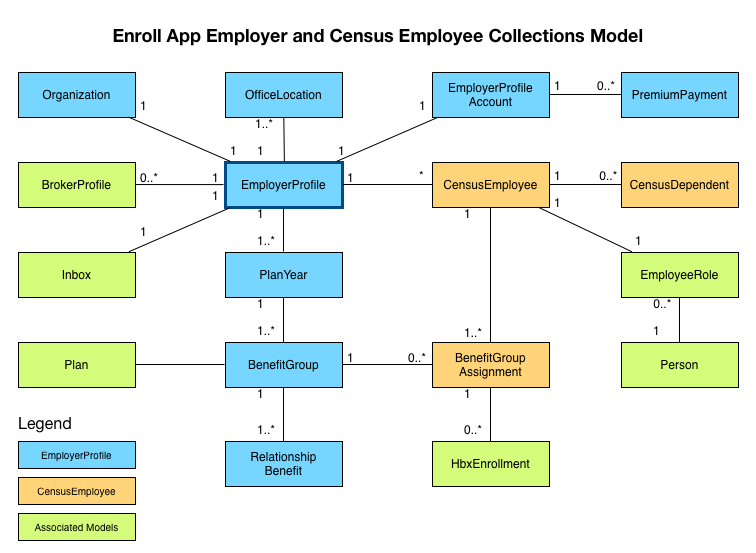 Enroll App Employer and Census Employee Collections Model
Organization
OfficeLocation
EmployerProfile
Account
PremiumPayment
1
0..*
1
1..*
1
1
1
1
BrokerProfile
EmployerProfile
CensusEmployee
CensusDependent
0..*
1
1
*
1
0..*
1
1
1
1
1
1..*
1
1
Inbox
PlanYear
EmployeeRole
1
1..*
1..*
0..*
1
Plan
BenefitGroup
BenefitGroup
Assignment
Person
1
0..*
1
1..*
1
0..*
Relationship
Benefit
HbxEnrollment
Legend
EmployerProfile
CensusEmployee
Associated Models